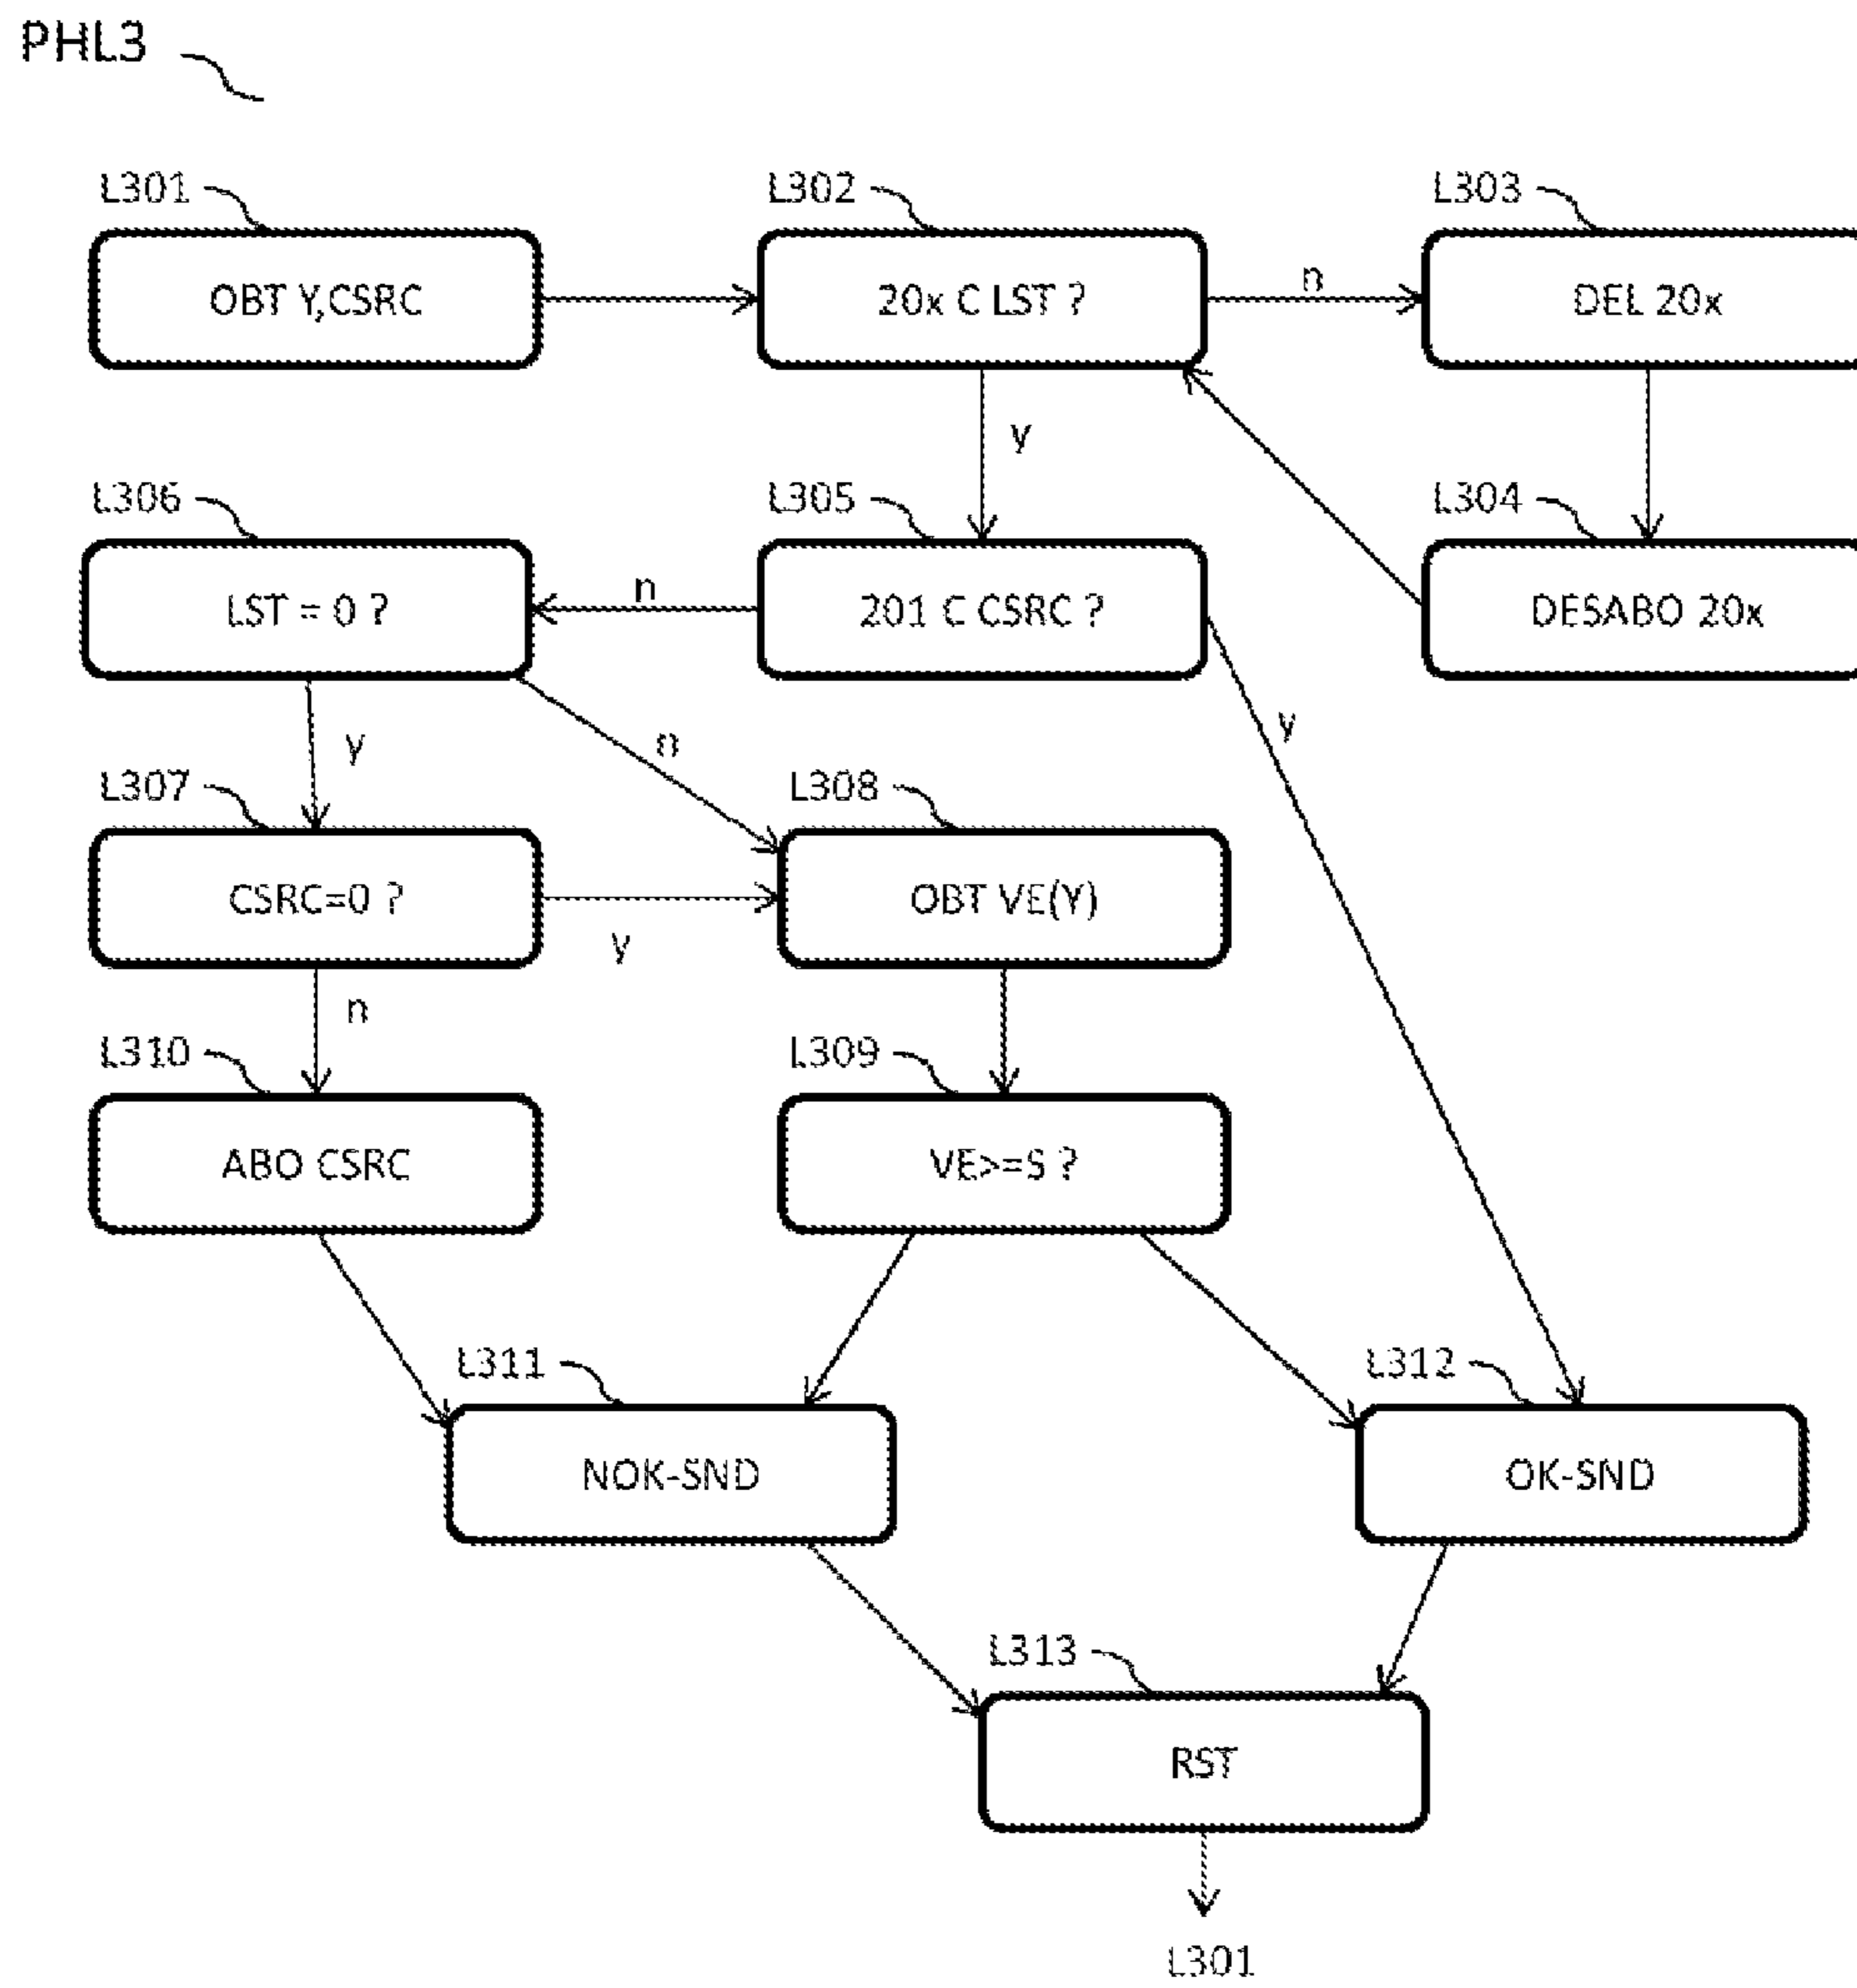 PHL3
L301
L302
L303
OBT Y,CSRC
20x C LST ?
n
DEL 20x
y
L306
L305
L304
LST = 0 ?
n
201 C CSRC ?
DESABO 20x
y
n
y
L307
L308
CSRC=0 ?
y
OBT VE(Y)
n
L310
L309
ABO CSRC
VE>=S ?
L311
L312
NOK-SND
OK-SND
L313
RST
L301